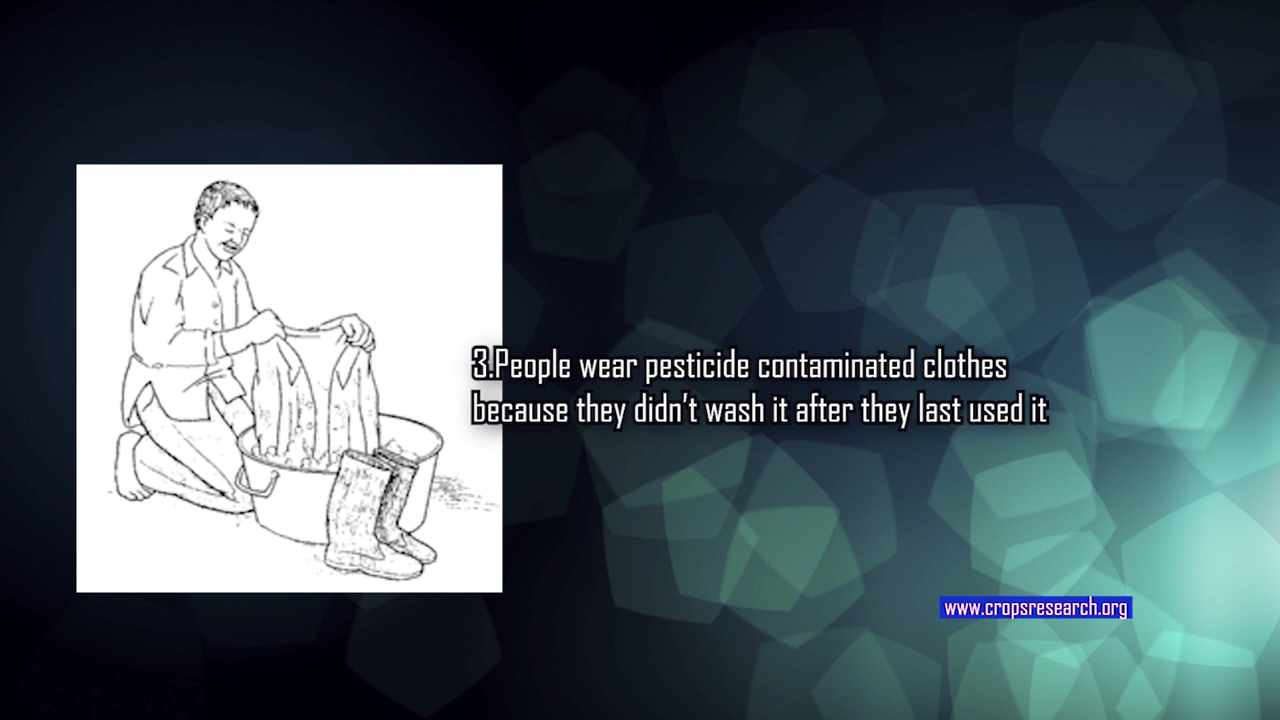 3.People wear pesticide contaminated clothes
because they didn't wash it after they last used it
www.cropsresearch.org